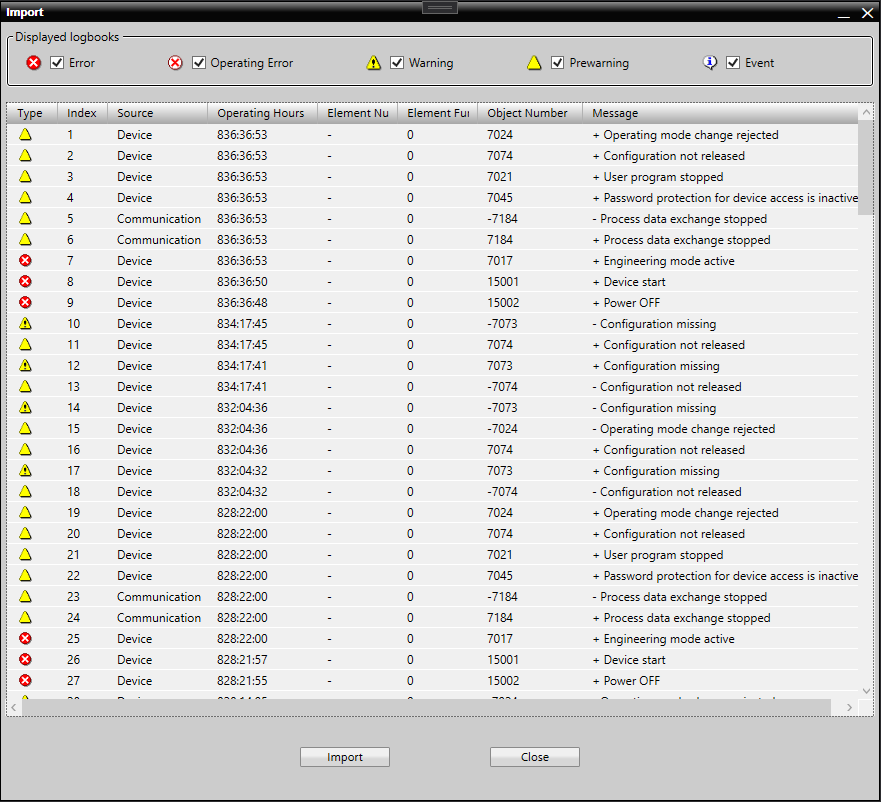 Import
Displayed logbooks
Error Operating Error Warning Prewarning Event
Type Index Source Operating Hours Element Nu Element Fur Object Number Message
1 Device 836:36:53 - 0 7024 + Operating mode change rejected
2 Device 836:36:53 - 0 7074 + Configuration not released
3 Device 836:36:53 - 0 7021 + User program stopped
4 Device 836:36:53 - 0 7045 + Password protection for device access is inactive
5 Communication 836:36:53 - 0 -7184 - Process data exchange stopped
6 Communication 836:36:53 - 0 7184 + Process data exchange stopped
7 Device 836:36:53 - 0 7017 + Engineering mode active
8 Device 836:36:50 - 0 15001 + Device start
9 Device 836:36:48 - 0 15002 + Power OFF
10 Device 834:17:45 - 0 -7073 - Configuration missing
11 Device 834:17:45 - 0 7074 + Configuration not released
12 Device 834:17:41 - 0 7073 + Configuration missing
13 Device 834:17:41 - 0 -7074 - Configuration not released
14 Device 832:04:36 - 0 -7073 - Configuration missing
15 Device 832:04:36 - 0 -7024 - Operating mode change rejected
16 Device 832:04:36 - 0 7074 + Configuration not released
17 Device 832:04:32 - 0 7073 + Configuration missing
18 Device 832:04:32 - 0 -7074 - Configuration not released
19 Device 828:22:00 - 0 7024 + Operating mode change rejected
20 Device 828:22:00 - 0 7074 + Configuration not released
21 Device 828:22:00 - 0 7021 + User program stopped
22 Device 828:22:00 - 0 7045 + Password protection for device access is inactive
23 Communication 828:22:00 - 0 -7184 - Process data exchange stopped
24 Communication 828:22:00 - 0 7184 + Process data exchange stopped
25 Device 828:22:00 - 0 7017 + Engineering mode active
26 Device 828:21:57 - 0 15001 + Device start
27 Device 828:21:55 - 0 15002 + Power OFF
Import Close